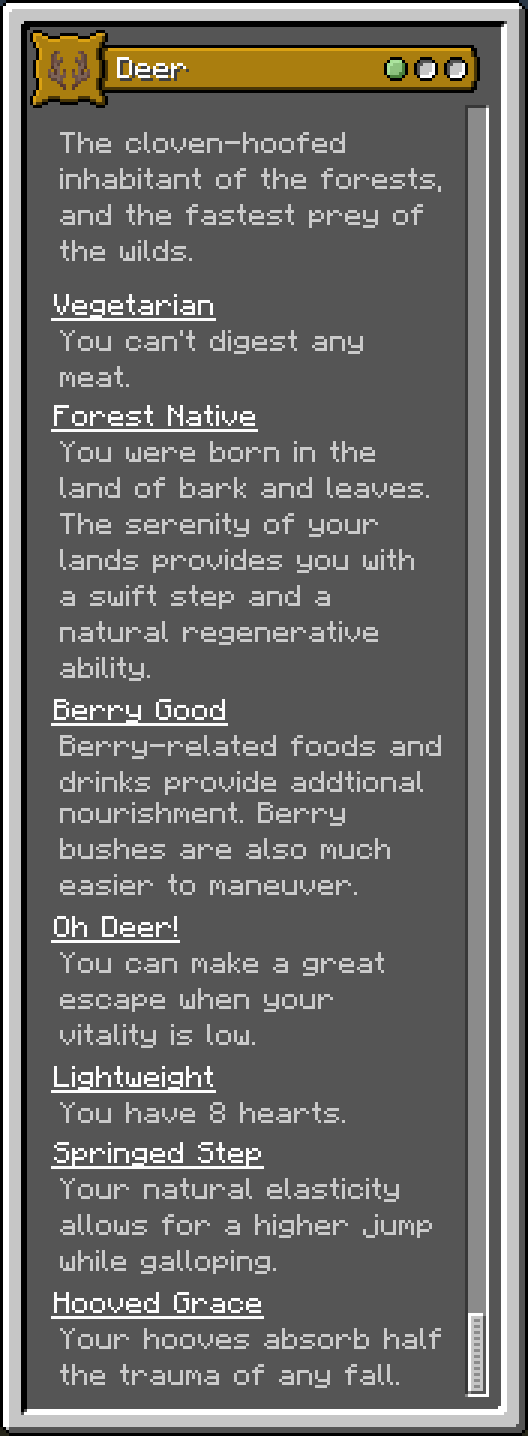 Deer
The cloven-hoofed
inhabitant of the forests,
and the fastest prey of
the wilds.
Vegetarian
You can't digest any
meat.
Forest Native
You were born in the
land of bark and leaves.
The serenity of your
lands provides you with
a swift step and a
natural regenerative
ability.
Berry Good
Berry-related foods and
drinks provide addtional
nourishment. Berry
bushes are also much
easier to maneuver.
Oh Deer!
You can make a great
escape when your
vitality is low.
Lightweight
You have 8 hearts.
Springed Step
Your natural elasticity
allows for a higher jump
while galloping.
Hooved Grace
Your hooves absorb half
the trauma of any fall.